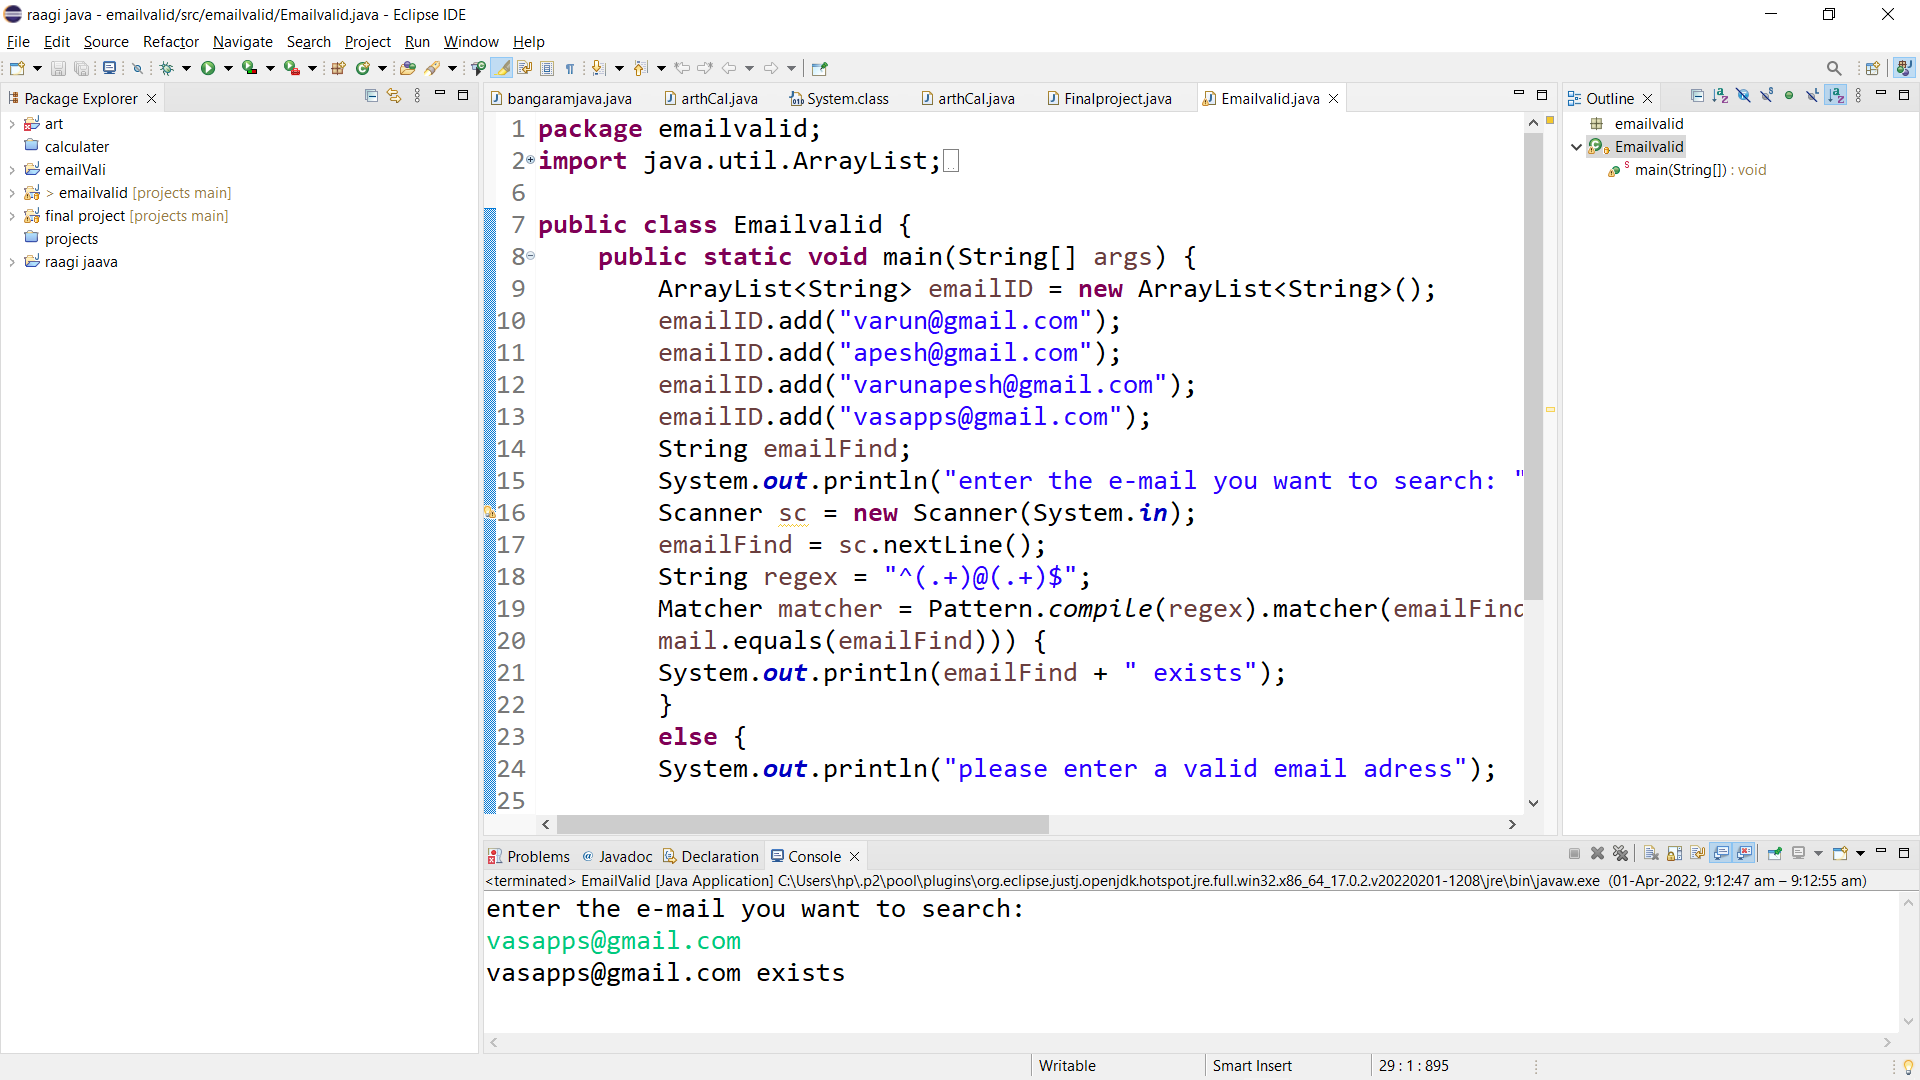 raagi java - emailvalid/src/emailvalid/Emailvalid.java - Eclipse IDE
File Edit Source Refactor Navigate Search Project Run Window Help
Package Explorer
art
calculater
emailVali
> emailvalid [projects main]
final project [projects main]
projects
raagi jaava
bangaramjava.java arthCal.java System.class arthCal.java Finalproject.java Emailvalid.java
1 package emailvalid;
2 import java.util.ArrayList;
6
7 public class Emailvalid {
8 public static void main(String[] args) {
9 ArrayList<String> emailID = new ArrayList<String>();
10 emailID.add("varun@gmail.com");
11 emailID.add("apesh@gmail.com");
12 emailID.add("varunapesh@gmail.com");
13 emailID.add("vasapps@gmail.com");
14 String emailFind;
15 System.out.println("enter the e-mail you want to search: "
16 Scanner sc = new Scanner(System.in);
17 emailFind = sc.nextLine();
18 String regex = "^(.+)@(.+)$";
19 Matcher matcher = Pattern.compile(regex).matcher(emailFind
20 mail.equals(emailFind))) {
21 System.out.println(emailFind + " exists");
22 }
23 else {
24 System.out.println("please enter a valid email adress");
25
Outline
emailvalid
Emailvalid
main(String[]) : void
Problems @ Javadoc Declaration Console
<terminated> EmailValid [Java Application] C:\Users\hp\.p2\pool\plugins\org.eclipse.justj.openjdk.hotspot.jre.full.win32.x86_64_17.0.2.v20220201-1208\jre\bin\javaw.exe (01-Apr-2022, 9:12:47 am – 9:12:55 am)
enter the e-mail you want to search:
vasapps@gmail.com
vasapps@gmail.com exists
Writable Smart Insert 29 : 1 : 895